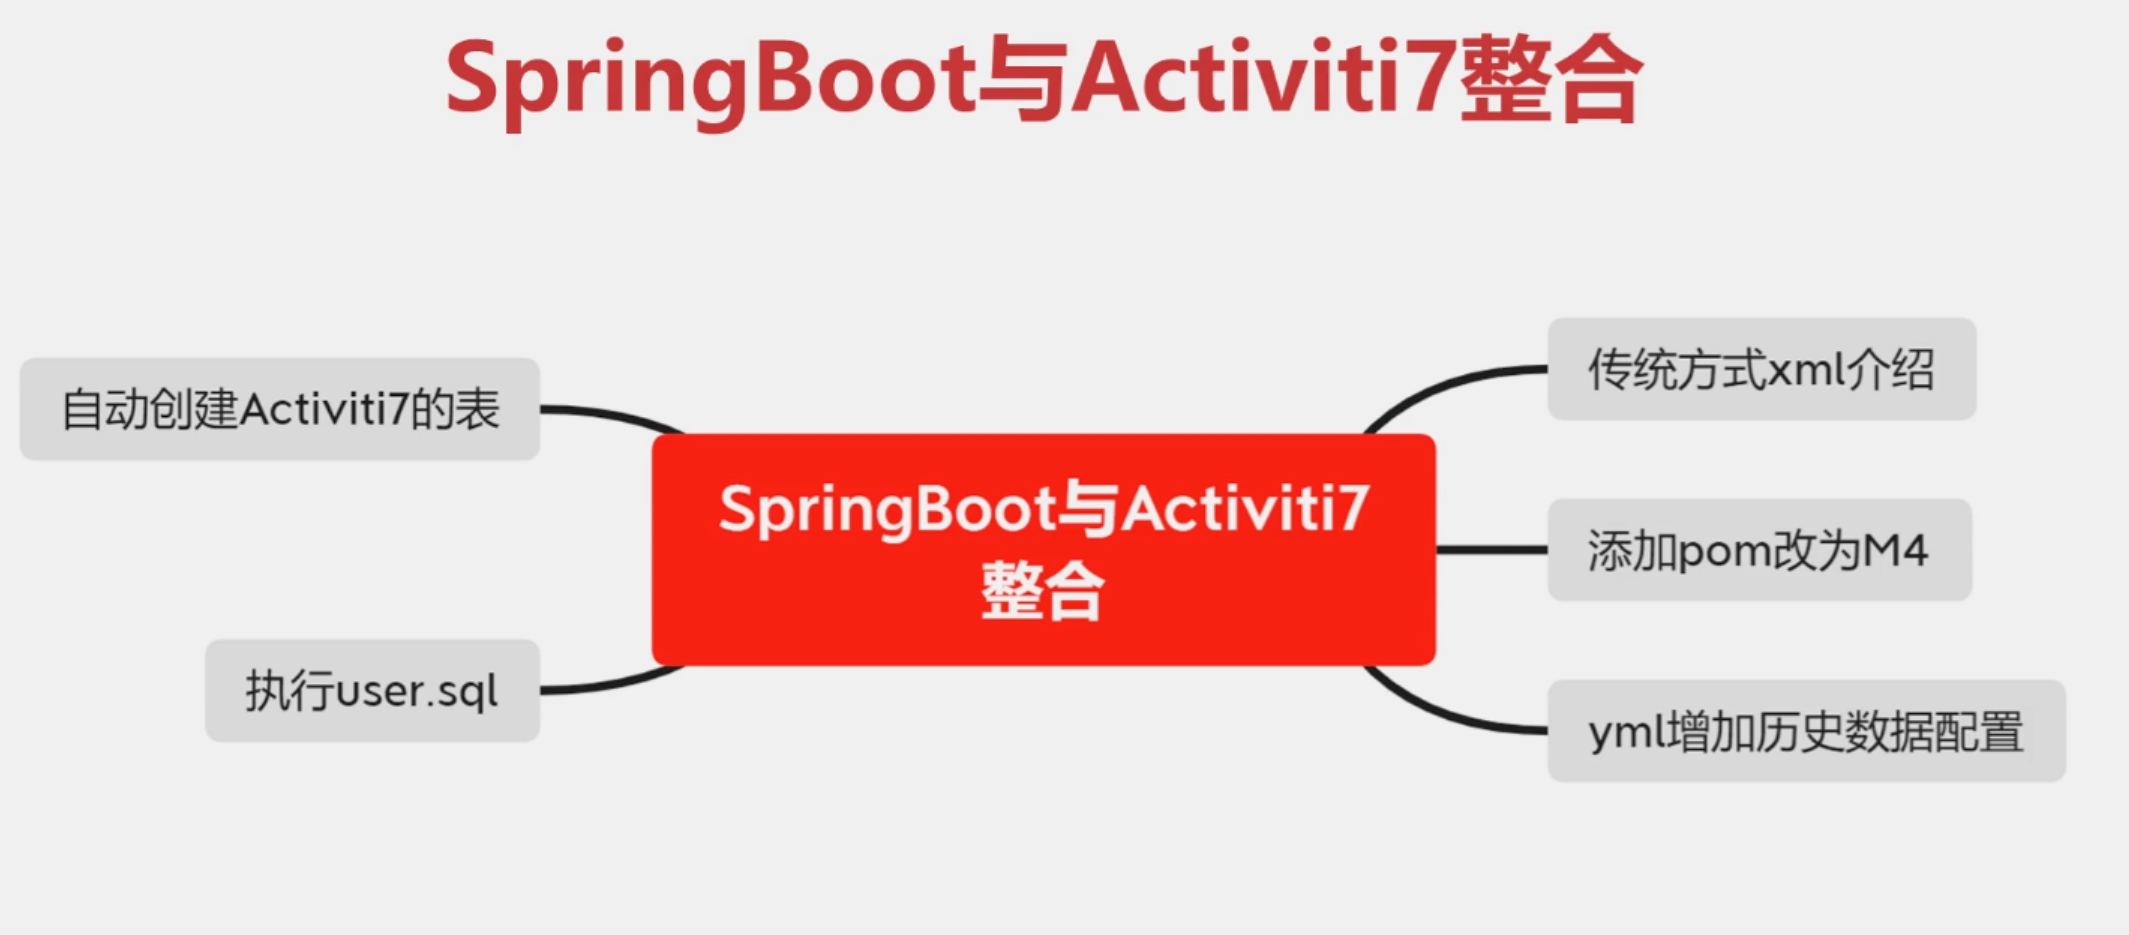 SpringBoot与Activiti7整合
自动创建Activiti7的表
执行user.sql
SpringBoot与Activiti7
整合
传统方式xml介绍
添加pom改为M4
yml增加历史数据配置